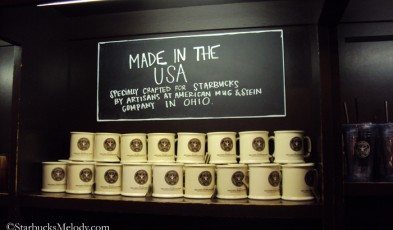 MADE IN THE
USA
SPECIALLY CRAFTED FOR STARBUCKS
BY ARTISANS AT AMERICAN MUG & STEIN
COMPANY IN OHIO.
©StarbucksMelody.com